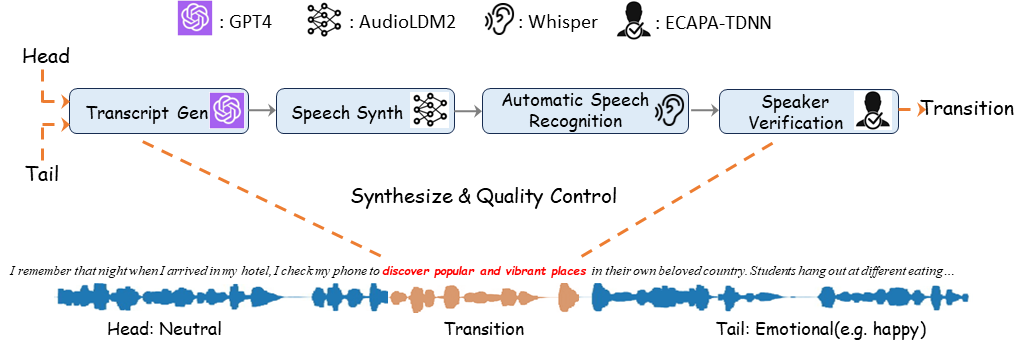 : GPT4 : AudioLDM2 : Whisper : ECAPA-TDNN
Head
Transcript Gen
Speech Synth
Automatic Speech
Recognition
Speaker
Verification
Transition
Tail
Synthesize & Quality Control
I remember that night when I arrived in my hotel, I check my phone to discover popular and vibrant places in their own beloved country. Students hang out at different eating...
Head: Neutral
Transition
Tail: Emotional(e.g. happy)